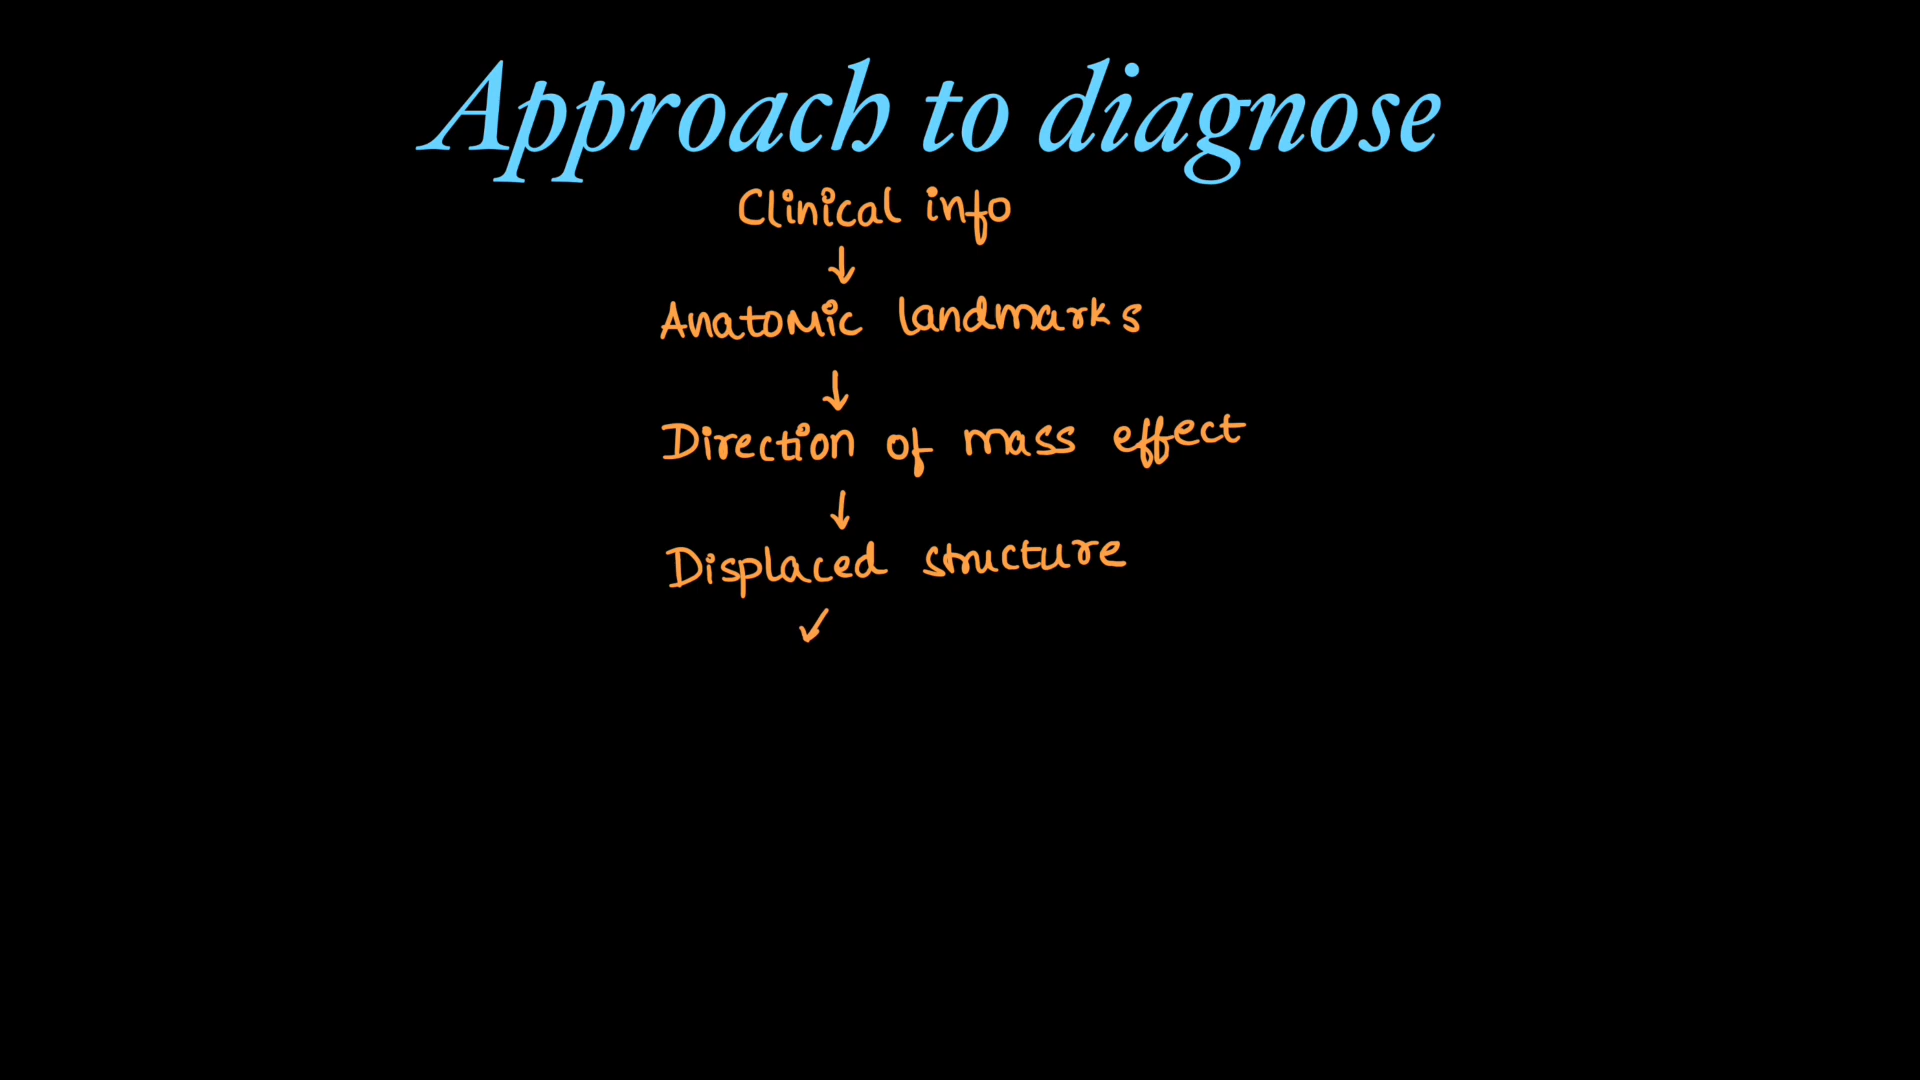 Approach to diagnose
Clinical info
↓
Anatomic landmarks
↓
Direction of mass effect
↓
Displaced structure
↙